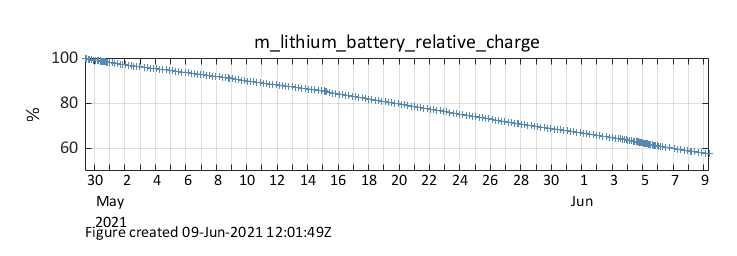 m_lithium_battery_relative_charge
100
80
60
%
30 2 4 6 8 10 12 14 16 18 20 22 24 26 28 30 1 3 5 7 9
May Jun
2021
Figure created 09-Jun-2021 12:01:49Z